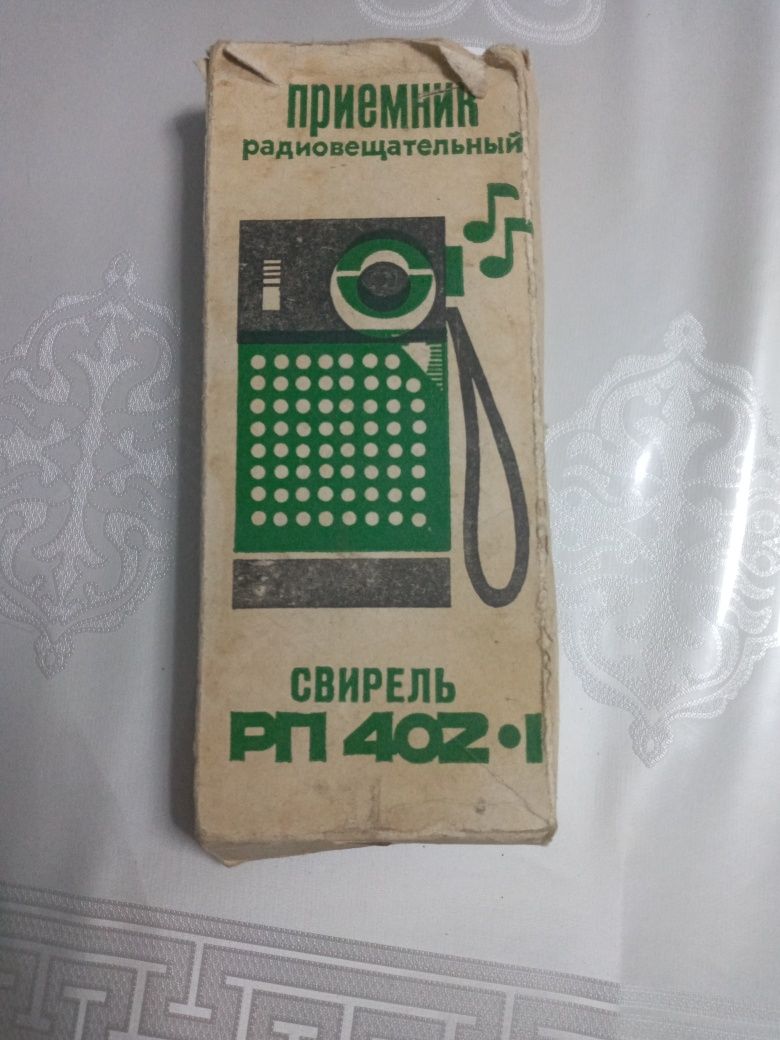 приемник
радиовещательный
СВИРЕЛЬ
РП 402•1